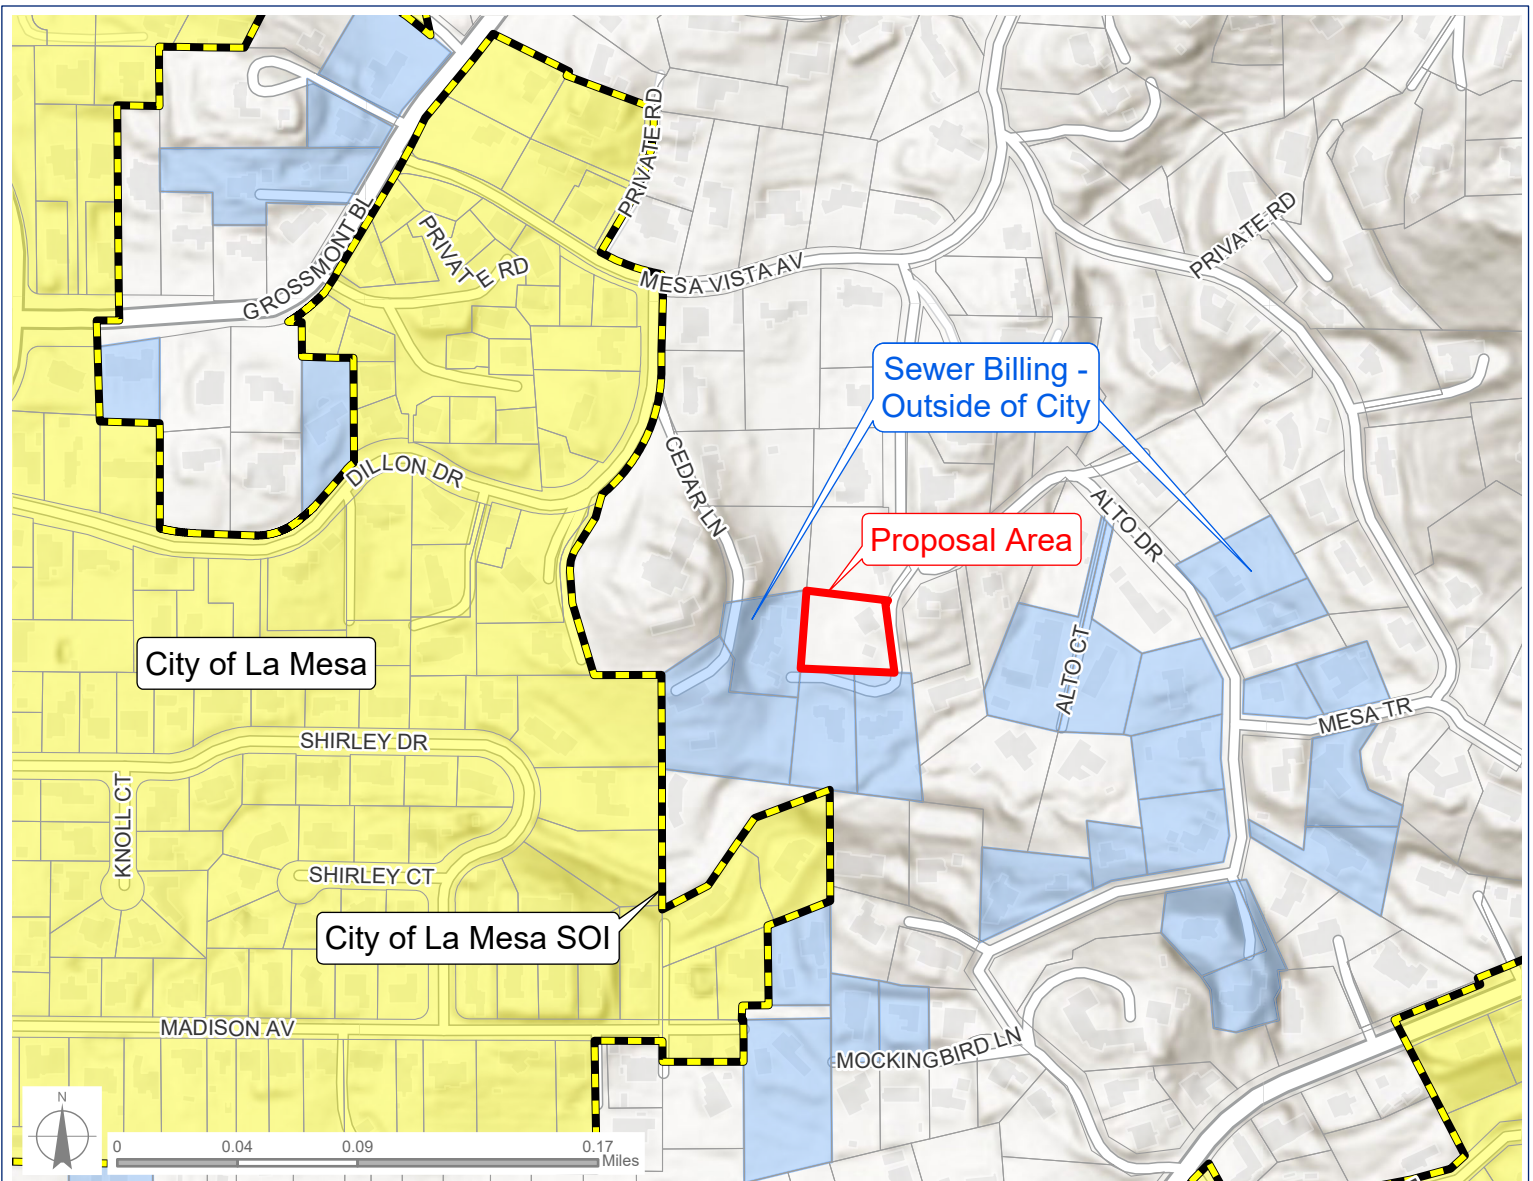 PRIVATE RD
GROSSMONT BL
PRIVATE RD
MESA VISTA AV
PRIVATE RD
Sewer Billing -
Outside of City
CEDAR LN
DILLON DR
ALTO DR
Proposal Area
City of La Mesa
ALTO CT
MESA TR
SHIRLEY DR
KNOLL CT
SHIRLEY CT
City of La Mesa SOI
MADISON AV
MOCKINGBIRD LN
N
0 0.04 0.09 0.17
Miles